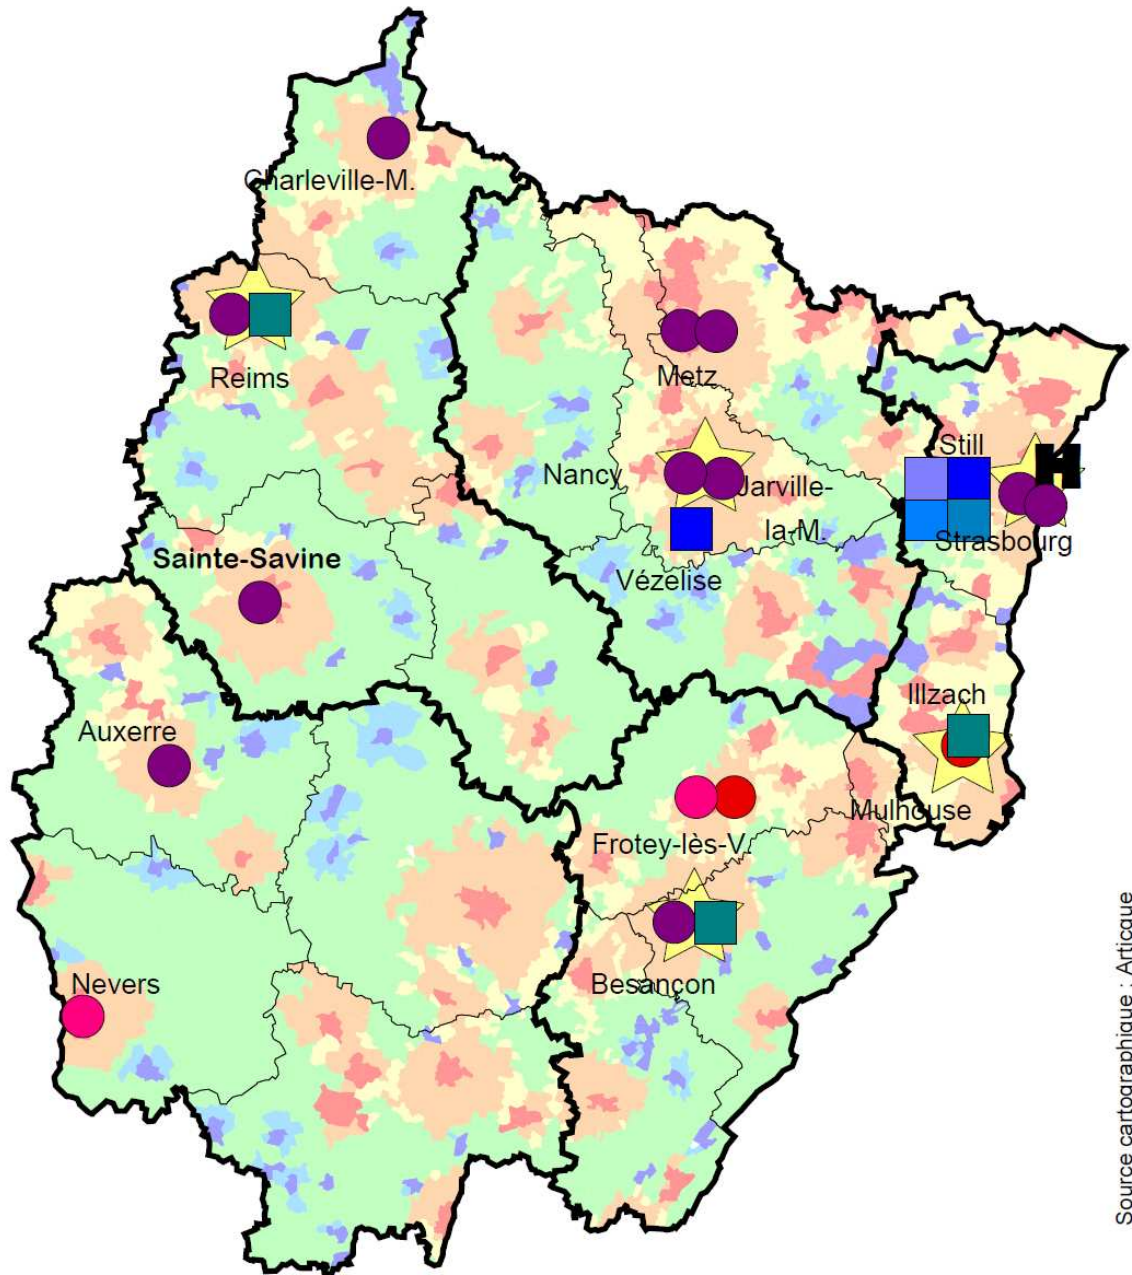 Charleville-M.
Reims
Metz
Still
Nancy
Jarville-
la-M.
Strasbourg
Sainte-Savine
Vézelise
Illzach
Auxerre
Mulhouse
Frotey-lès-V.
Nevers
Besançon
Source cartographique : Articque